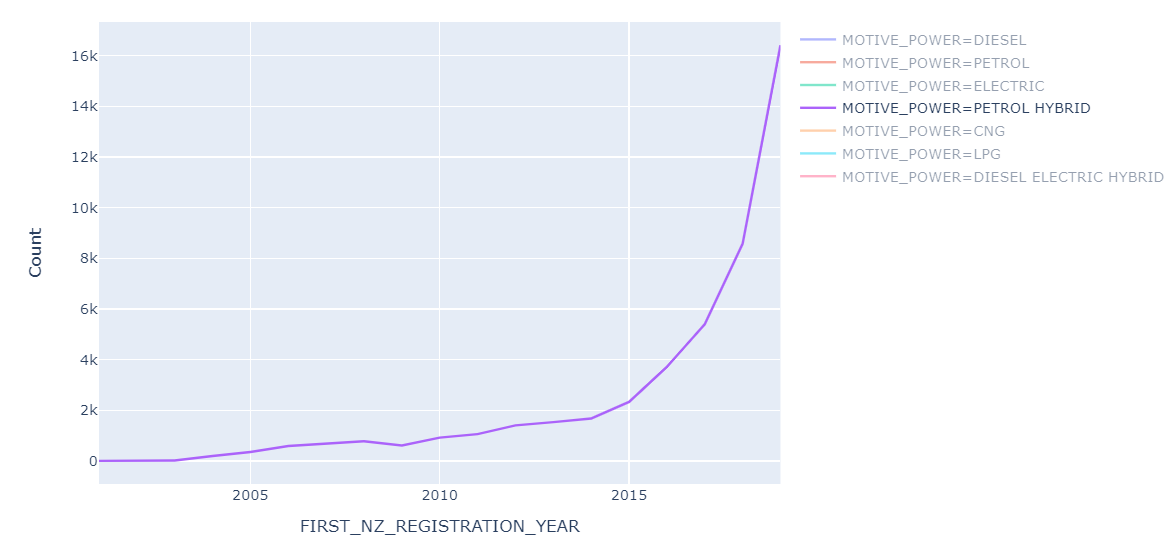 16k
14k
12k
10k
8k
6k
4k
2k
0
Count
2005
2010
2015
FIRST_NZ_REGISTRATION_YEAR
MOTIVE_POWER=DIESEL
MOTIVE_POWER=PETROL
MOTIVE_POWER=ELECTRIC
MOTIVE_POWER=PETROL HYBRID
MOTIVE_POWER=CNG
MOTIVE_POWER=LPG
MOTIVE_POWER=DIESEL ELECTRIC HYBRID